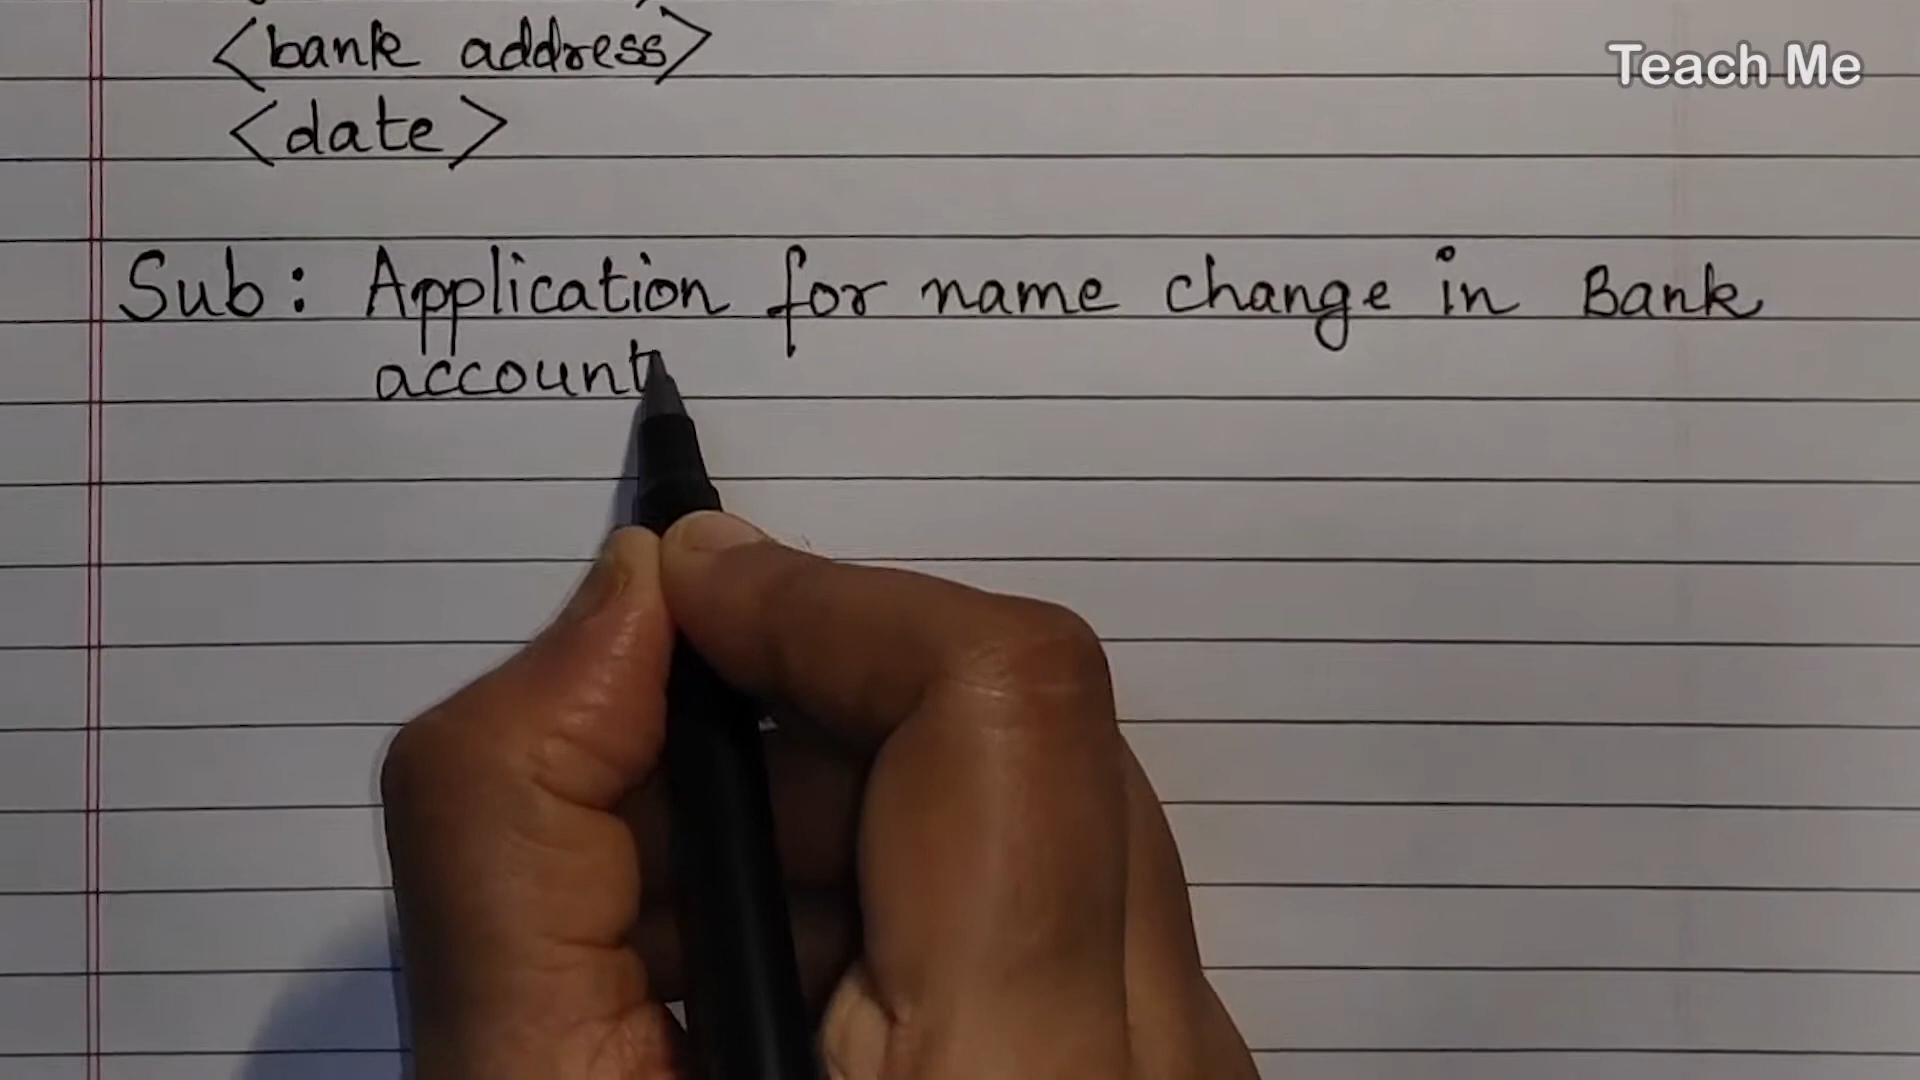 <bank address>
Teach Me
<date>
Sub: Application for name change in Bank
account